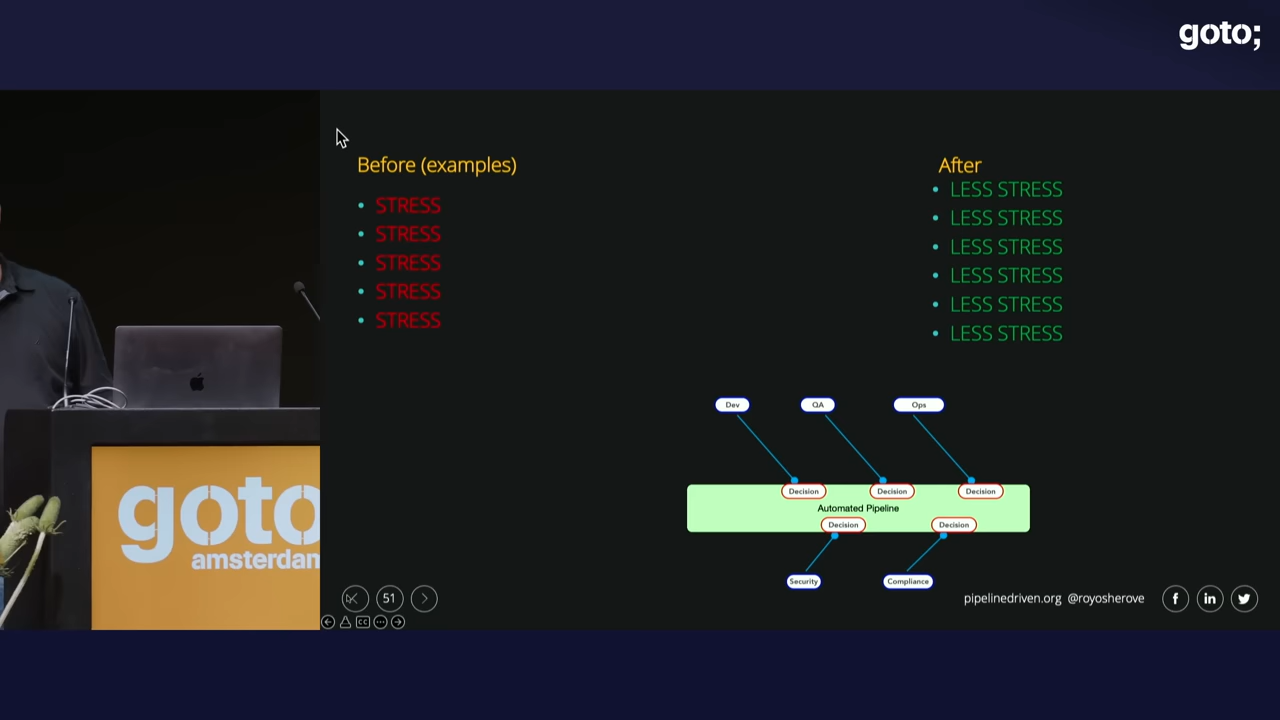 goto;
Before (examples)
STRESS
STRESS
STRESS
STRESS
STRESS
After
LESS STRESS
LESS STRESS
LESS STRESS
LESS STRESS
LESS STRESS
LESS STRESS
Dev
QA
Ops
Decision
Decision
Decision
Automated Pipeline
Decision
Decision
Security
Compliance
goto
amsterdam
51
CC
pipelinedriven.org @royosherove
f
in